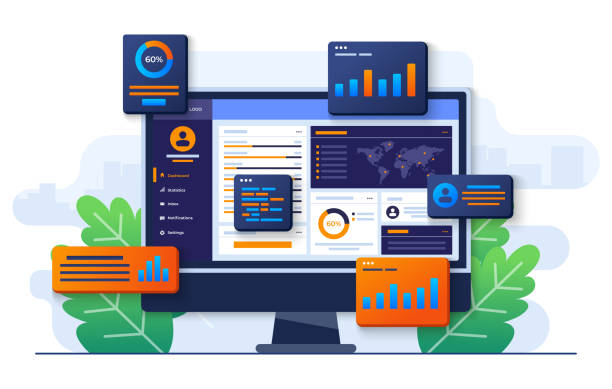 60%
LOGO
Dashboard
Statistics
Inbox
Notifications
Settings
60%